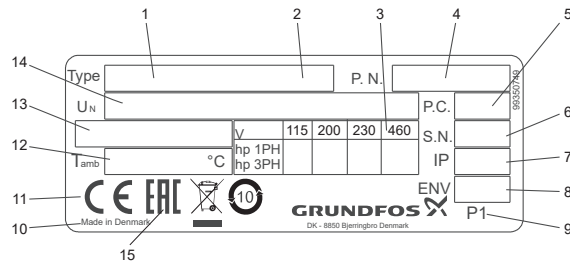 1 2 3 4 5
14 Type P. N. 99350749
UN P.C.
13 V 115 200 230 460 S.N. 6
12 Tamb °C hp 1PH IP 7
hp 3PH
11 CE EAC 10 ENV 8
GRUNDFOS P1
10 Made in Denmark DK - 8850 Bjerringbro Denmark 9
15